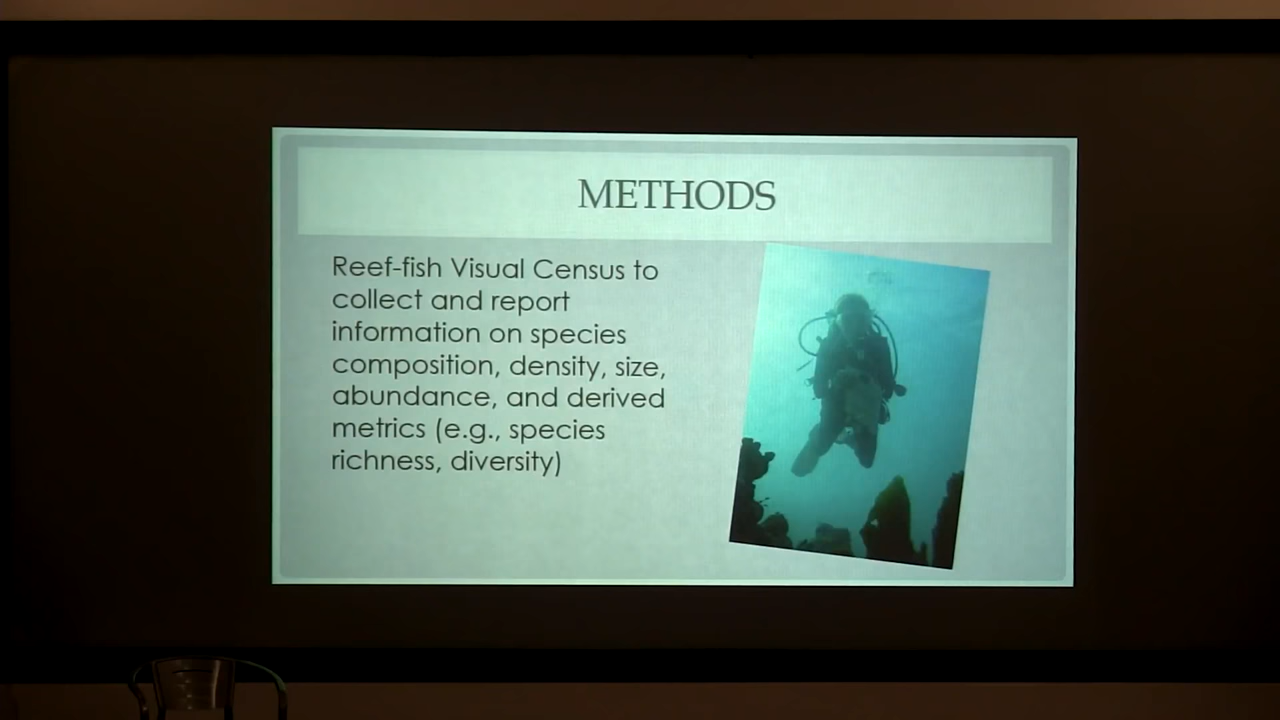 METHODS
Reef-fish Visual Census to
collect and report
information on species
composition, density, size,
abundance, and derived
metrics (e.g., species
richness, diversity)